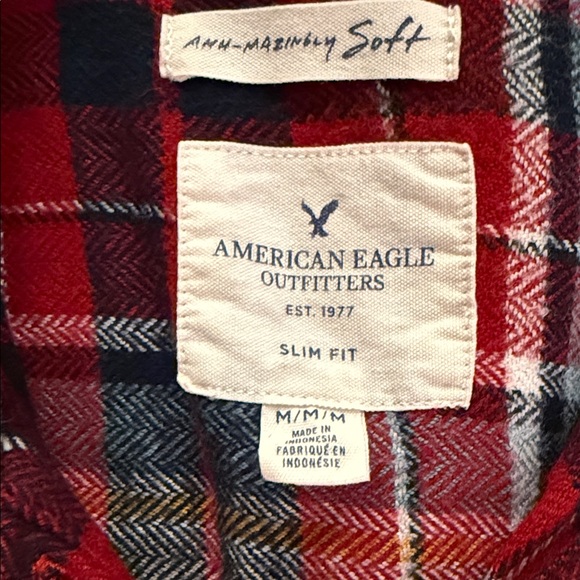 AHH-MAZINGLY Soft
AMERICAN EAGLE
OUTFITTERS
EST. 1977
SLIM FIT
M/M/M
MADE IN
INDONESIA
FABRIQUÉ EN
INDONÉSIE